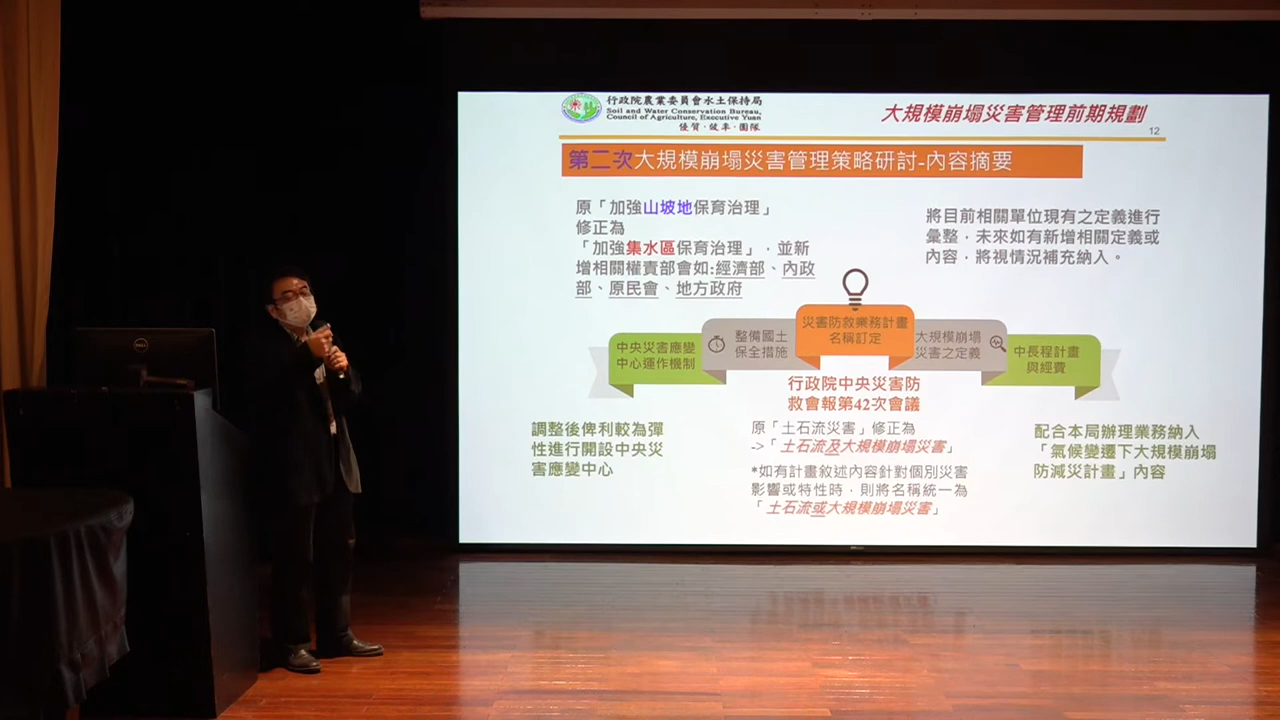 行政院農業委員會水土保持局
Soil and Water Conservation Bureau,
Council of Agriculture, Executive Yuan
優質·效率·團隊
大規模崩塌災害管理前期規劃
12
第二次大規模崩塌災害管理策略研討-內容摘要
原「加強山坡地保育治理」
修正為
「加強集水區保育治理」，並新
增相關權責部會如:經濟部、內政
部、原民會、地方政府
將目前相關單位現有之定義進行
彙整，未來如有新增相關定義或
內容，將視情況補充納入。
中央災害應變
中心運作機制
整備國土
保全措施
災害防救業務計畫
名稱訂定
大規模崩塌
災害之定義
中長程計畫
與經費
行政院中央災害防
救會報第42次會議
調整後俾利較為彈
性進行開設中央災
害應變中心
原「土石流災害」修正為
->「土石流及大規模崩塌災害」
*如有計畫敘述內容針對個別災害
影響或特性時，則將名稱統一為
「土石流或大規模崩塌災害」
配合本局辦理業務納入
「氣候變遷下大規模崩塌
防減災計畫」內容
DELL